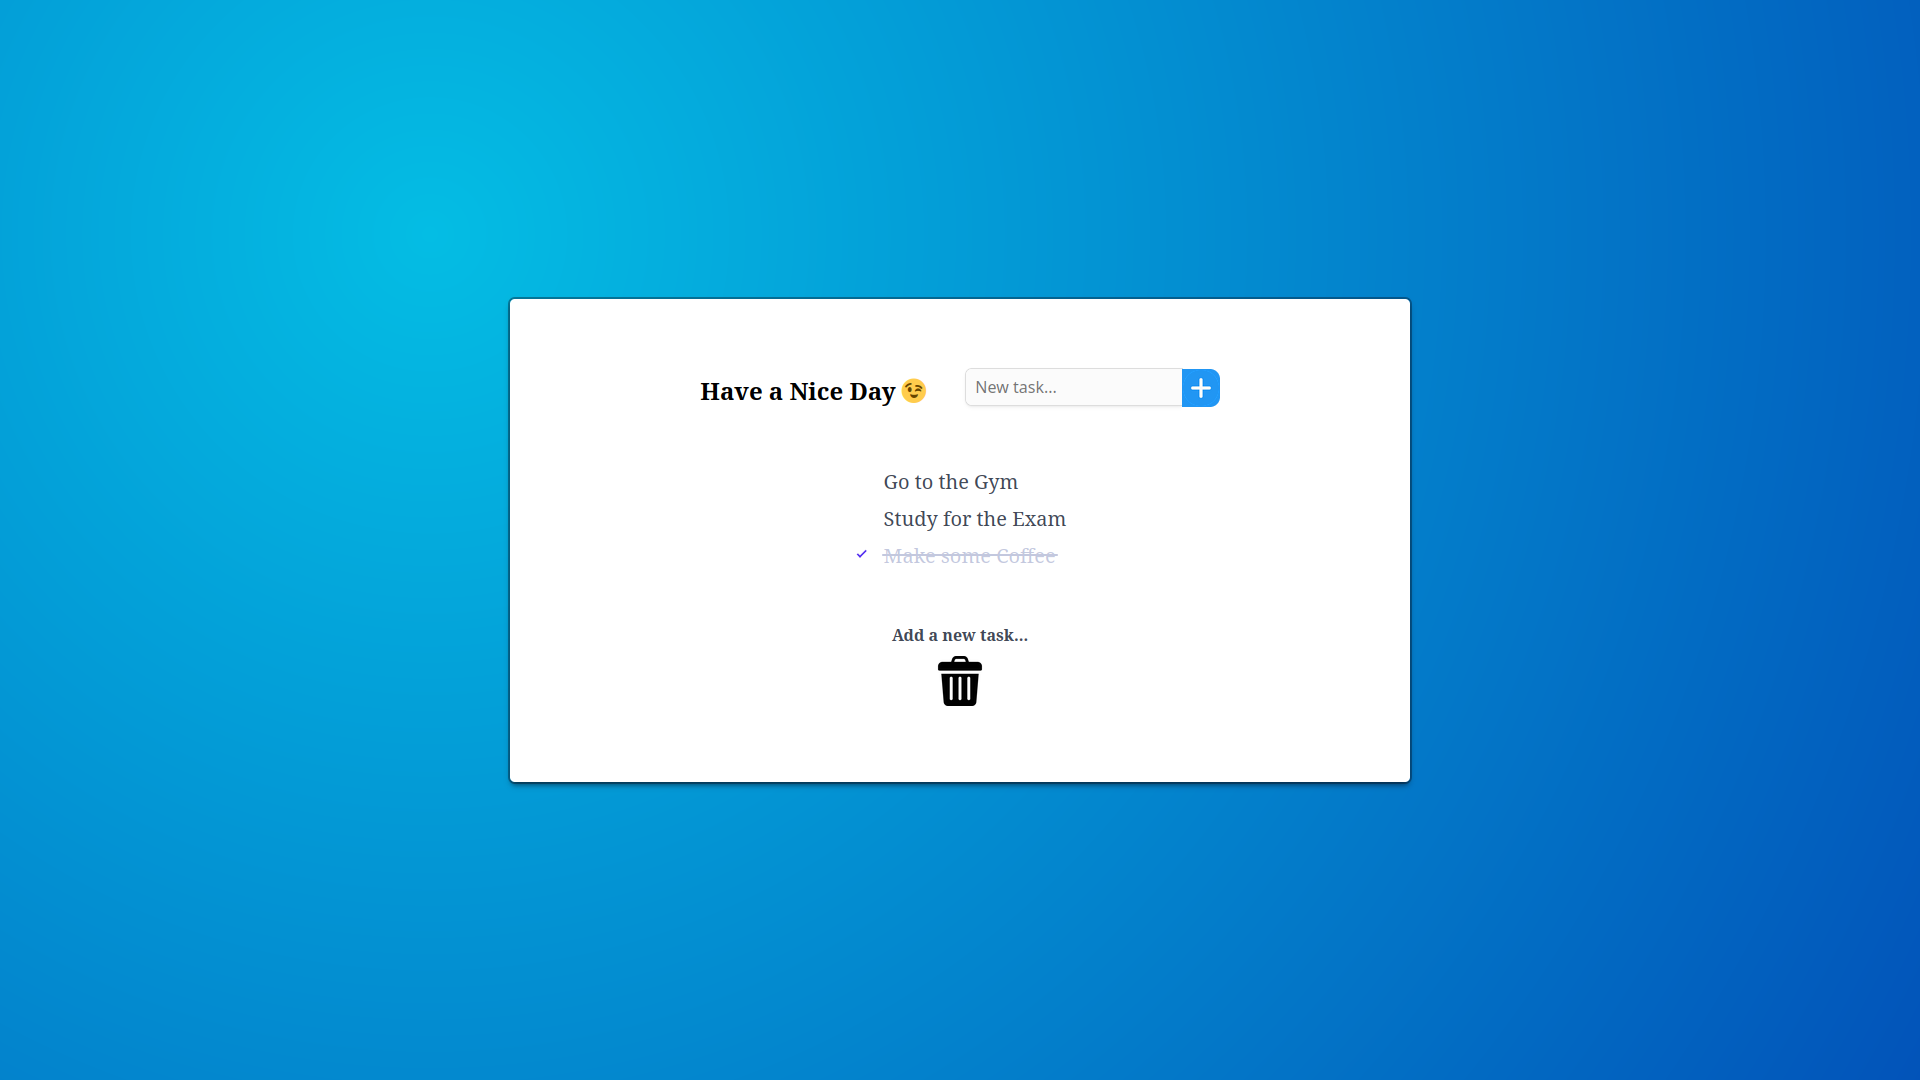 Have a Nice Day 😉
New task...
Go to the Gym
Study for the Exam
Make some Coffee
Add a new task...